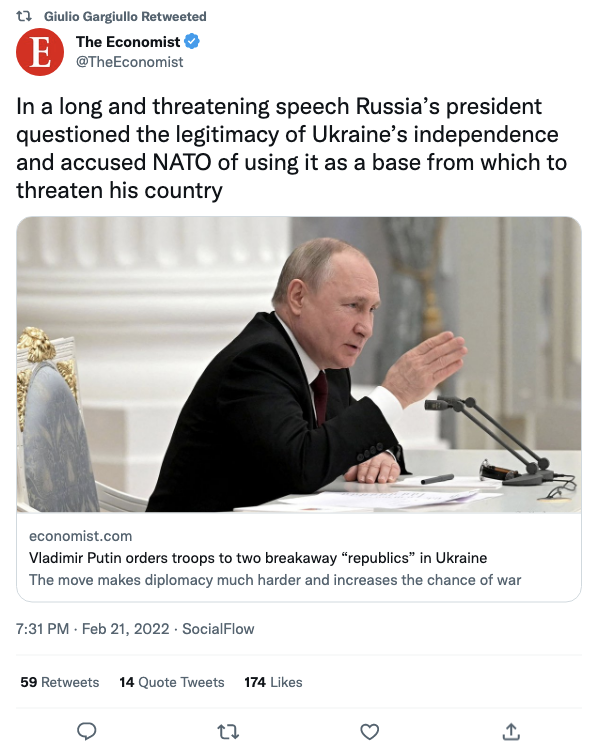 Giulio Gargiullo Retweeted
The Economist
@TheEconomist
In a long and threatening speech Russia’s president
questioned the legitimacy of Ukraine’s independence
and accused NATO of using it as a base from which to
threaten his country
economist.com
Vladimir Putin orders troops to two breakaway “republics” in Ukraine
The move makes diplomacy much harder and increases the chance of war
7:31 PM · Feb 21, 2022 · SocialFlow
59 Retweets 14 Quote Tweets 174 Likes